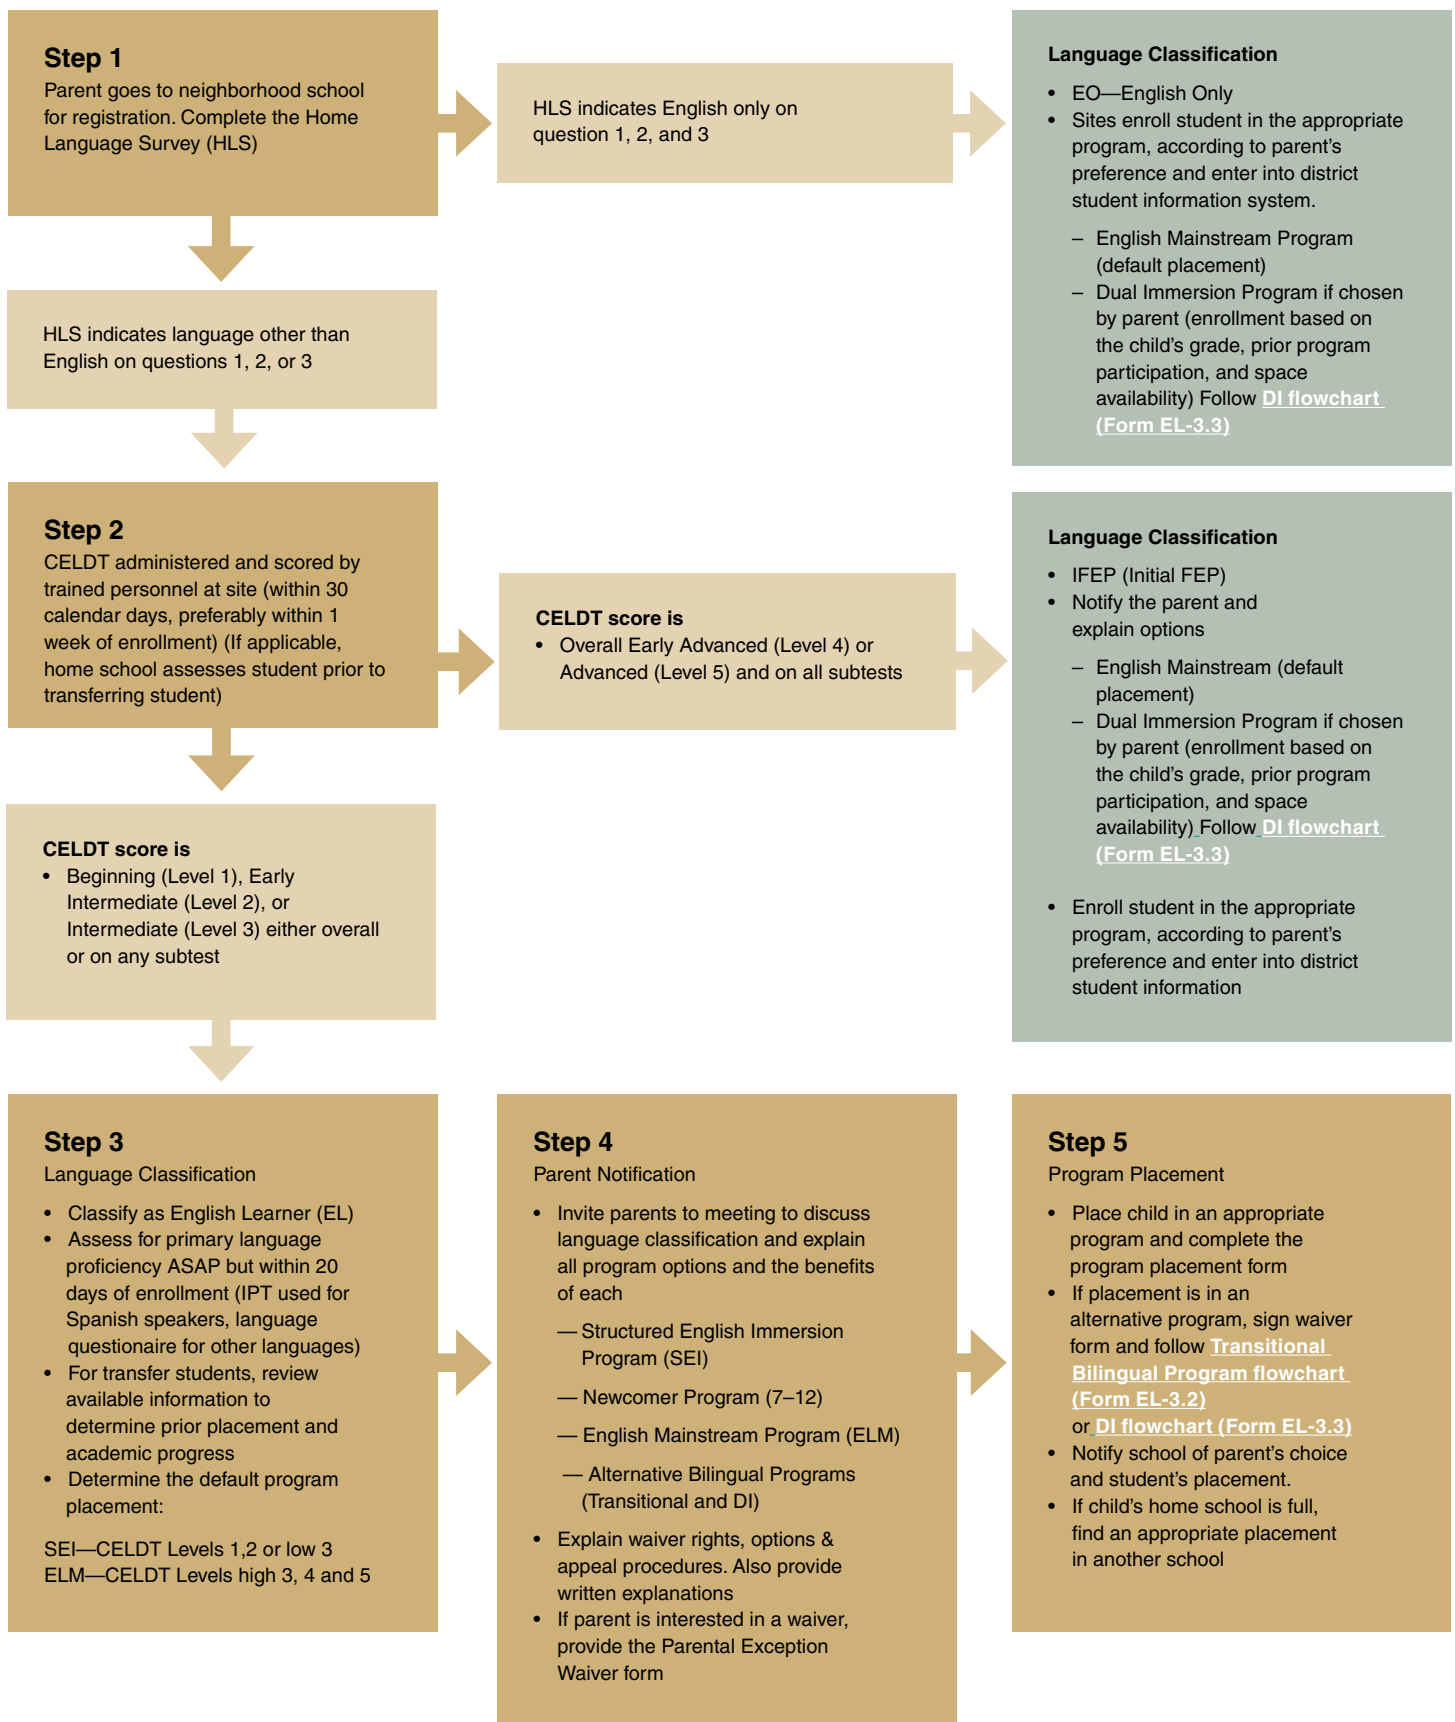 Step 1
Parent goes to neighborhood school
for registration. Complete the Home
Language Survey (HLS)
HLS indicates English only on
question 1, 2, and 3
Language Classification
• EO—English Only
• Sites enroll student in the appropriate
program, according to parent’s
preference and enter into district
student information system.
– English Mainstream Program
(default placement)
– Dual Immersion Program if chosen
by parent (enrollment based on
the child’s grade, prior program
participation, and space
availability) Follow DI flowchart
(Form EL-3.3)
HLS indicates language other than
English on questions 1, 2, or 3
Step 2
CELDT administered and scored by
trained personnel at site (within 30
calendar days, preferably within 1
week of enrollment) (If applicable,
home school assesses student prior to
transferring student)
CELDT score is
• Overall Early Advanced (Level 4) or
Advanced (Level 5) and on all subtests
Language Classification
• IFEP (Initial FEP)
• Notify the parent and
explain options
– English Mainstream (default
placement)
– Dual Immersion Program if chosen
by parent (enrollment based on
the child’s grade, prior program
participation, and space
availability) Follow DI flowchart
(Form EL-3.3)
• Enroll student in the appropriate
program, according to parent’s
preference and enter into district
student information
CELDT score is
• Beginning (Level 1), Early
Intermediate (Level 2), or
Intermediate (Level 3) either overall
or on any subtest
Step 3
Language Classification
• Classify as English Learner (EL)
• Assess for primary language
proficiency ASAP but within 20
days of enrollment (IPT used for
Spanish speakers, language
questionaire for other languages)
• For transfer students, review
available information to
determine prior placement and
academic progress
• Determine the default program
placement:
SEI—CELDT Levels 1,2 or low 3
ELM—CELDT Levels high 3, 4 and 5
Step 4
Parent Notification
• Invite parents to meeting to discuss
language classification and explain
all program options and the benefits
of each
— Structured English Immersion
Program (SEI)
— Newcomer Program (7–12)
— English Mainstream Program (ELM)
— Alternative Bilingual Programs
(Transitional and DI)
• Explain waiver rights, options &
appeal procedures. Also provide
written explanations
• If parent is interested in a waiver,
provide the Parental Exception
Waiver form
Step 5
Program Placement
• Place child in an appropriate
program and complete the
program placement form
• If placement is in an
alternative program, sign waiver
form and follow Transitional
Bilingual Program flowchart
(Form EL-3.2)
or DI flowchart (Form EL-3.3)
• Notify school of parent’s choice
and student’s placement.
• If child’s home school is full,
find an appropriate placement
in another school